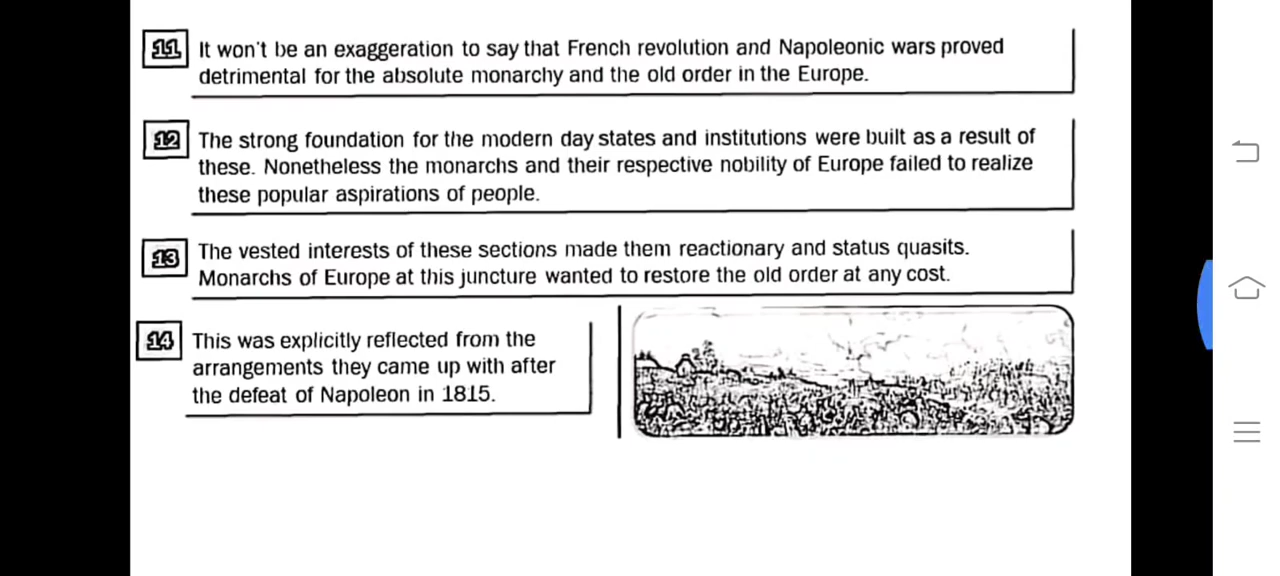 11 It won't be an exaggeration to say that French revolution and Napoleonic wars proved
detrimental for the absolute monarchy and the old order in the Europe.
12 The strong foundation for the modern day states and institutions were built as a result of
these. Nonetheless the monarchs and their respective nobility of Europe failed to realize
these popular aspirations of people.
13 The vested interests of these sections made them reactionary and status quasits.
Monarchs of Europe at this juncture wanted to restore the old order at any cost.
14 This was explicitly reflected from the
arrangements they came up with after
the defeat of Napoleon in 1815.